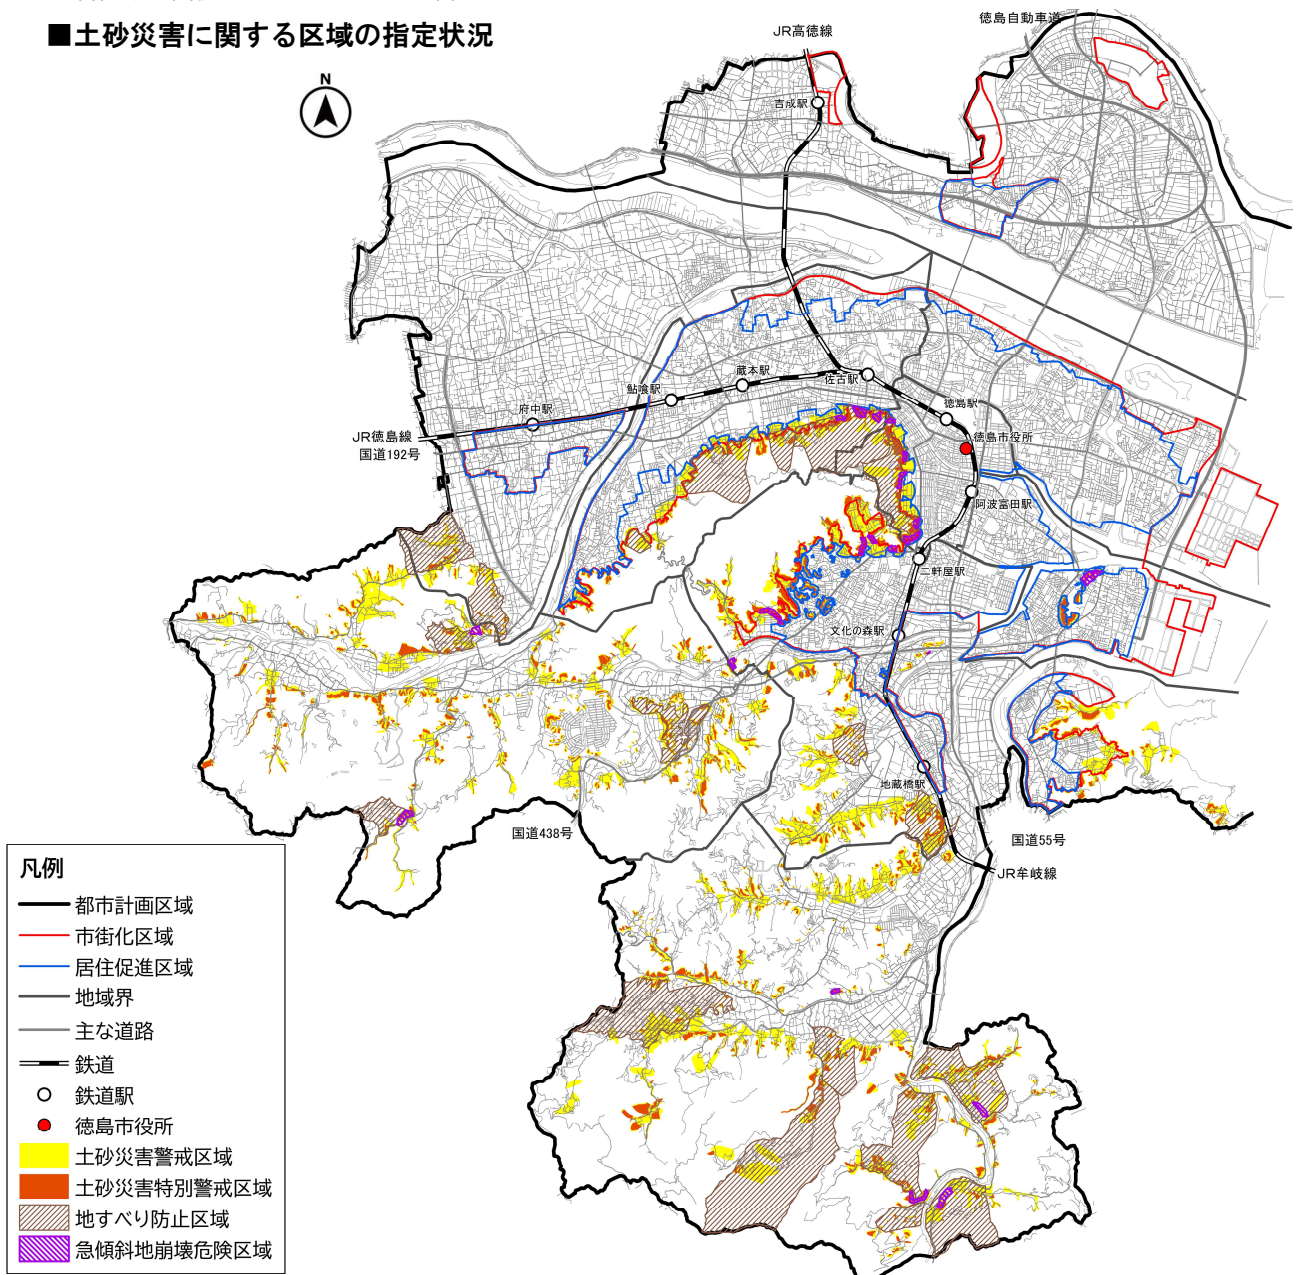 ■土砂災害に関する区域の指定状況
徳島自動車道
JR高徳線
N
吉成駅
蔵本駅
佐古駅
鮎喰駅
府中駅
徳島駅
JR徳島線
国道192号
徳島市役所
阿波富田駅
二軒屋駅
文化の森駅
地蔵橋駅
国道438号
国道55号
JR牟岐線
凡例
都市計画区域
市街化区域
居住促進区域
地域界
主な道路
鉄道
鉄道駅
徳島市役所
土砂災害警戒区域
土砂災害特別警戒区域
地すべり防止区域
急傾斜地崩壊危険区域